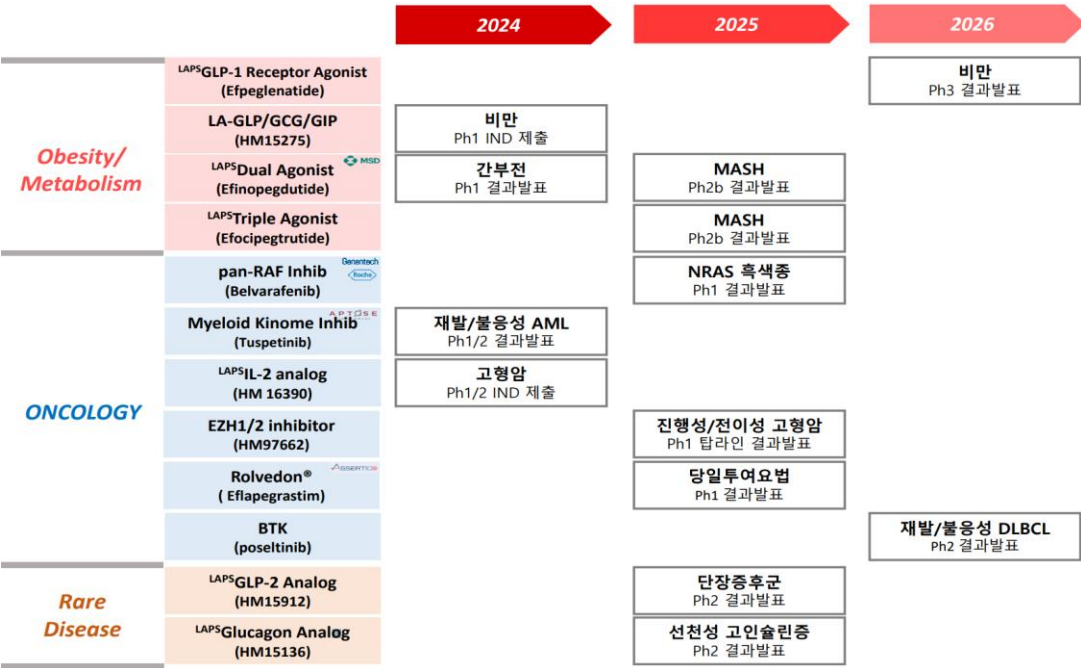 2024
2025
2026
Obesity/
Metabolism
LAPSGLP-1 Receptor Agonist
(Efpeglenatide)
비만
Ph3 결과발표
LA-GLP/GCG/GIP
(HM15275)
비만
Ph1 IND 제출
LAPSDual Agonist
MSD
(Efinopegdutide)
간부전
Ph1 결과발표
MASH
Ph2b 결과발표
LAPSTriple Agonist
(Efocipegtrutide)
MASH
Ph2b 결과발표
ONCOLOGY
pan-RAF Inhib
Genentech
Roche
(Belvarafenib)
NRAS 흑색종
Ph1 결과발표
APTOSE
Myeloid Kinome Inhib
(Tuspetinib)
재발/불응성 AML
Ph1/2 결과발표
LAPSIL-2 analog
(HM 16390)
고형암
Ph1/2 IND 제출
EZH1/2 inhibitor
(HM97662)
진행성/전이성 고형암
Ph1 탑라인 결과발표
Rolvedon®
ASSERTIO
( Eflapegrastim)
당일투여요법
Ph1 결과발표
BTK
(poseltinib)
재발/불응성 DLBCL
Ph2 결과발표
Rare
Disease
LAPSGLP-2 Analog
(HM15912)
단장증후군
Ph2 결과발표
LAPSGlucagon Analog
(HM15136)
선천성 고인슐린증
Ph2 결과발표